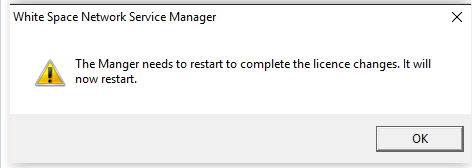 White Space Network Service Manager
The Manger needs to restart to complete the licence changes. It will
now restart.
OK